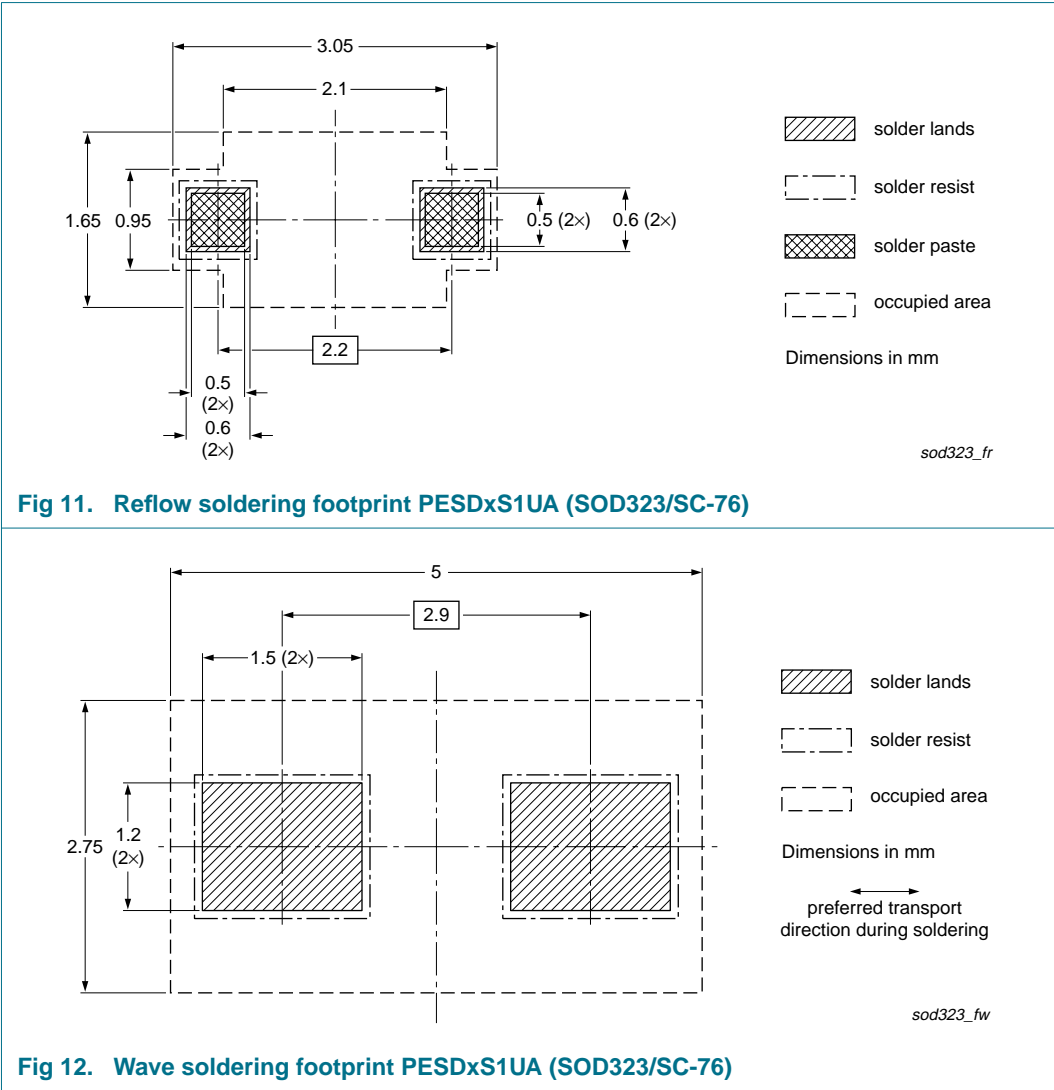 3.05
2.1
solder lands
solder resist
1.65 0.95
0.5 (2×) 0.6 (2×)
solder paste
occupied area
2.2
Dimensions in mm
0.5
(2×)
0.6
(2×)
sod323_fr
Fig 11. Reflow soldering footprint PESDxS1UA (SOD323/SC-76)
5
2.9
1.5 (2×)
solder lands
solder resist
occupied area
2.75 1.2
(2×)
Dimensions in mm
preferred transport
direction during soldering
sod323_fw
Fig 12. Wave soldering footprint PESDxS1UA (SOD323/SC-76)